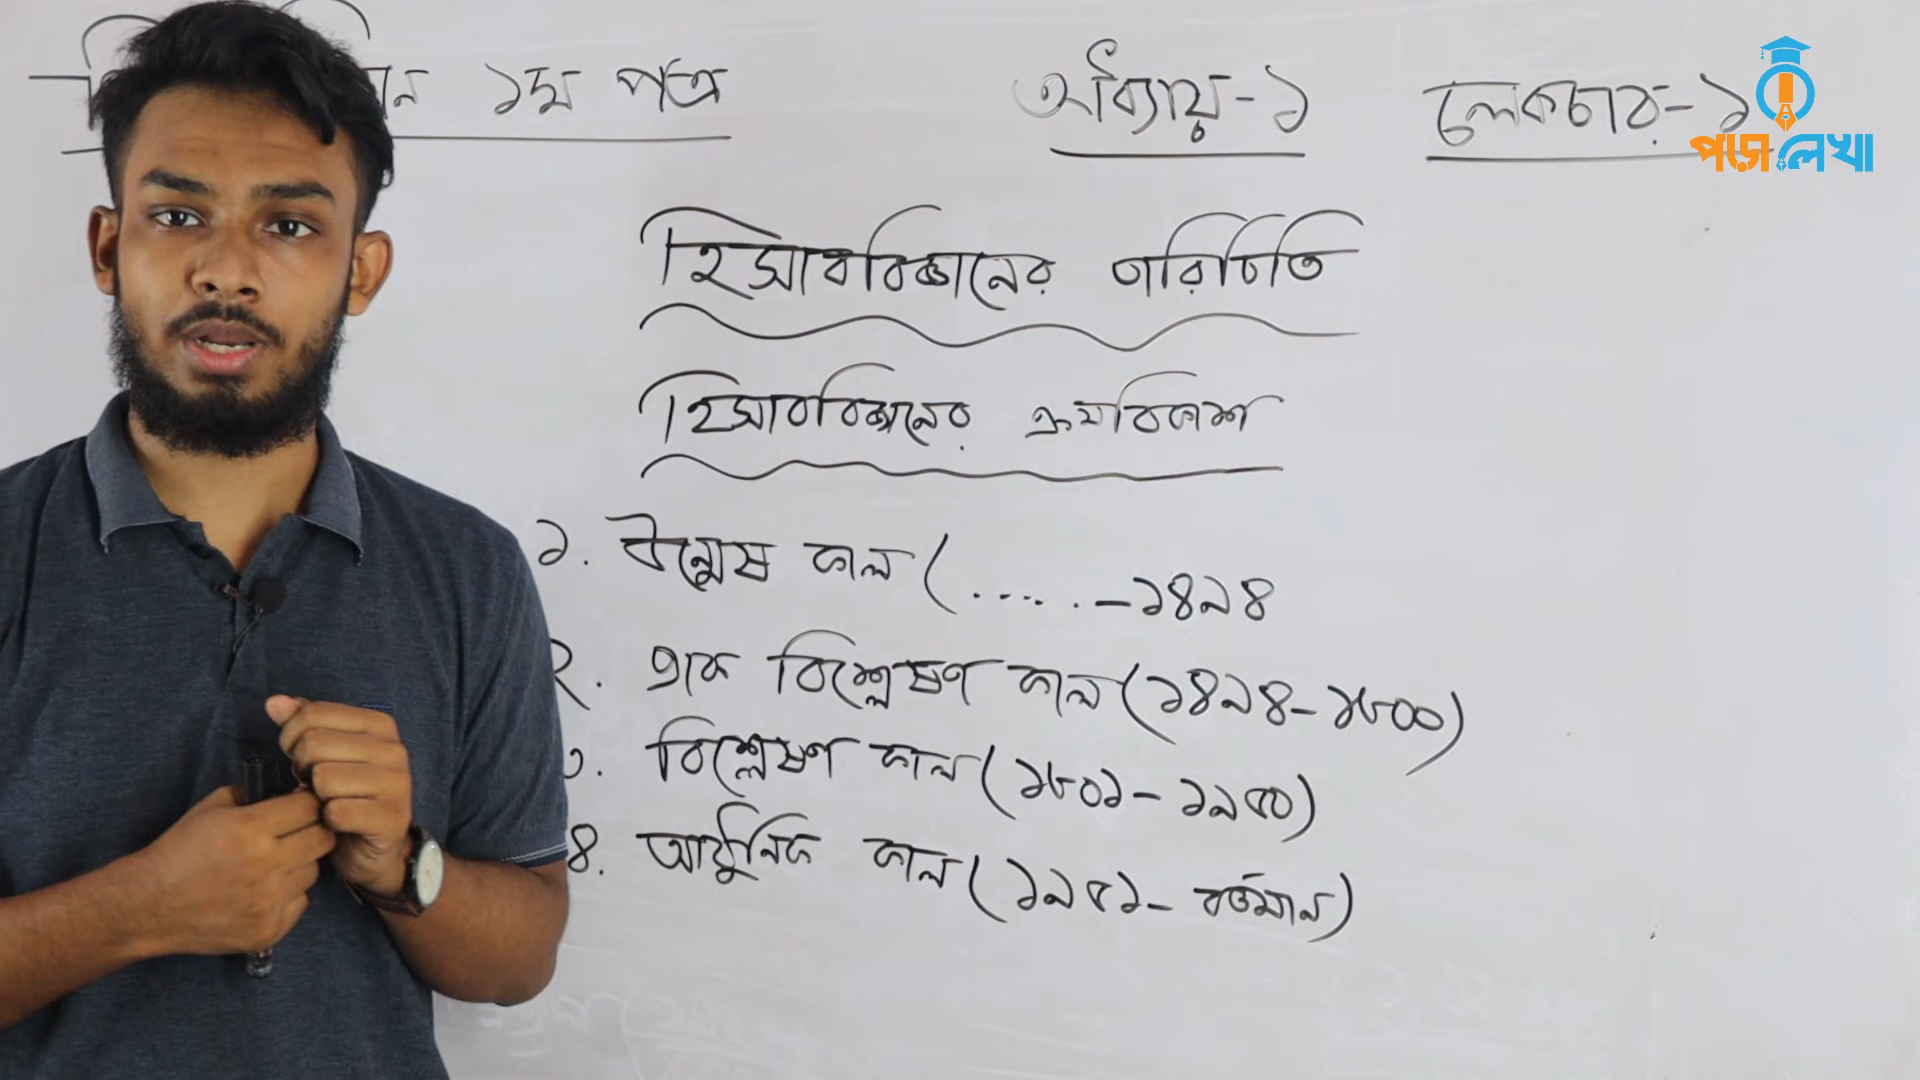 ১ম পত্র অধ্যায়-১ লেকচার-১
পড়ালেখা
হিসাববিজ্ঞানের পরিচিতি
হিসাববিজ্ঞানের ক্রমবিকাশ
১. উন্মেষ কাল (..... -১৪৯৪
২. প্রাক বিশ্লেষণ কাল (১৪৯৪-১৮০০)
৩. বিশ্লেষণ কাল (১৮০১-১৯৫০)
৪. আধুনিক কাল (১৯৫১- বর্তমান)